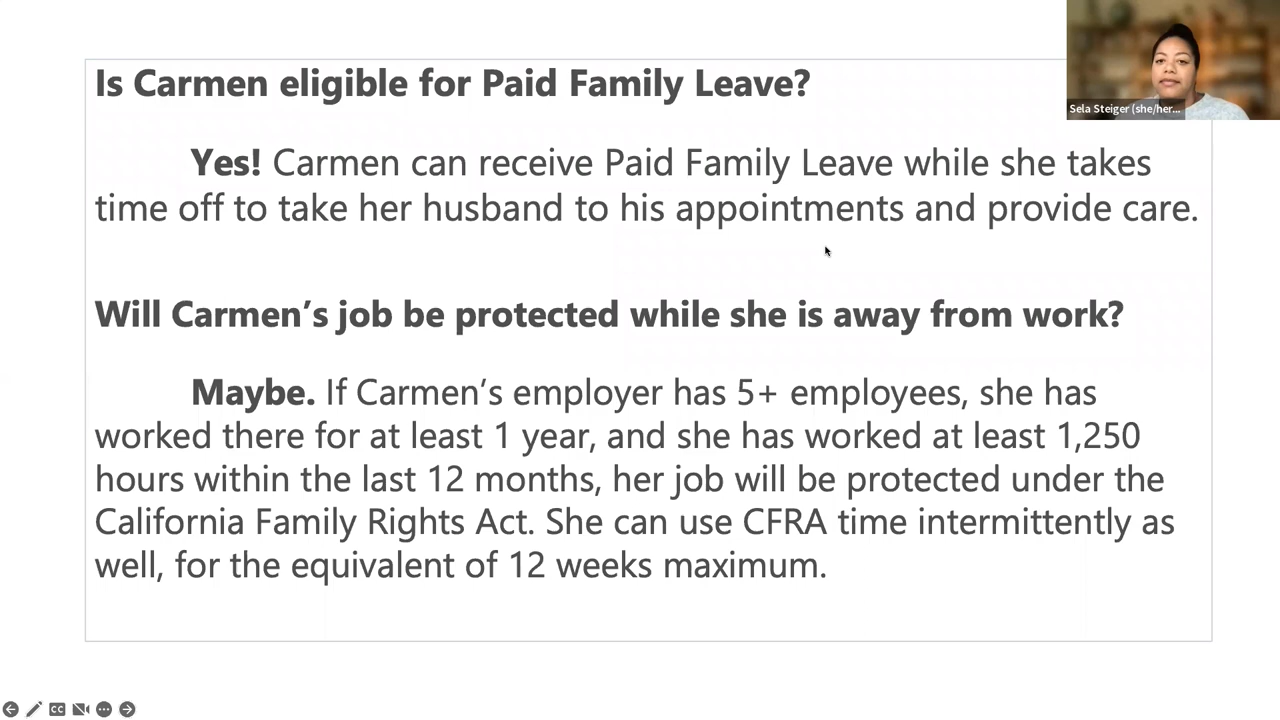 Is Carmen eligible for Paid Family Leave?
Yes! Carmen can receive Paid Family Leave while she takes
time off to take her husband to his appointments and provide care.
Will Carmen’s job be protected while she is away from work?
Maybe. If Carmen’s employer has 5+ employees, she has
worked there for at least 1 year, and she has worked at least 1,250
hours within the last 12 months, her job will be protected under the
California Family Rights Act. She can use CFRA time intermittently as
well, for the equivalent of 12 weeks maximum.
Sela Steiger (she/her...
CC